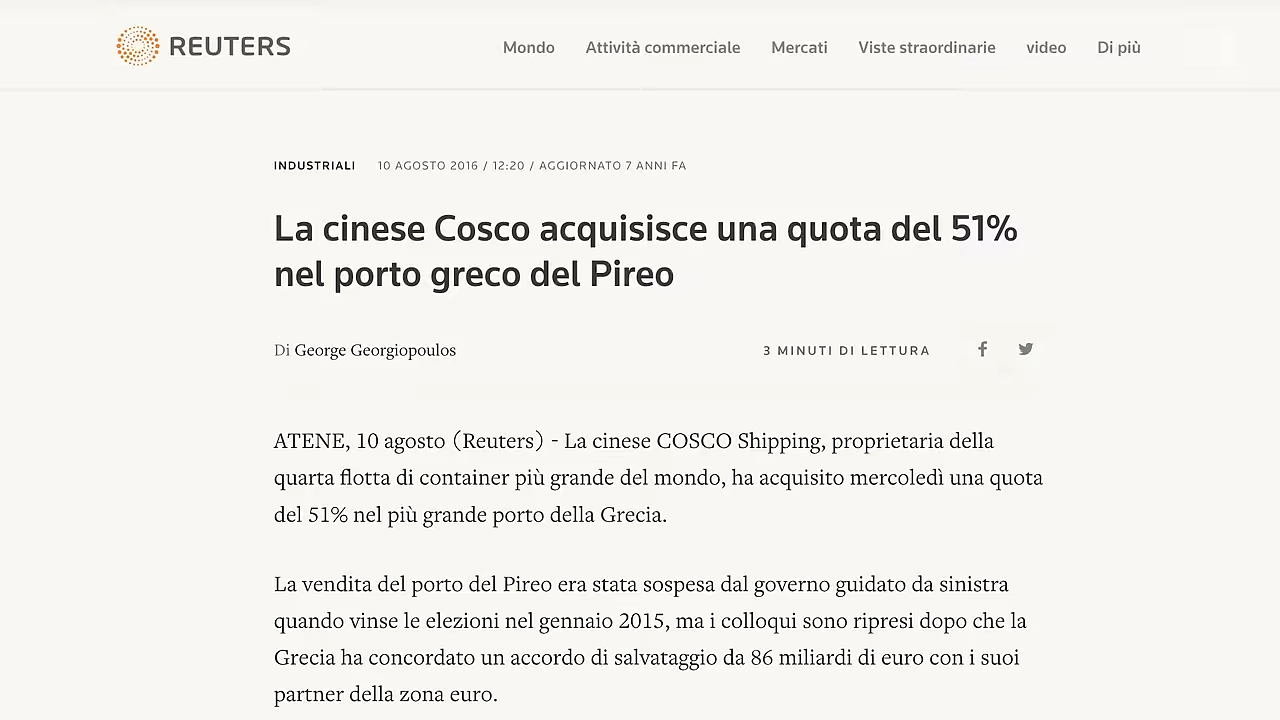 REUTERS
Mondo Attività commerciale Mercati Viste straordinarie video Di più
INDUSTRIALI 10 AGOSTO 2016 / 12:20 / AGGIORNATO 7 ANNI FA
La cinese Cosco acquisisce una quota del 51%
nel porto greco del Pireo
Di George Georgiopoulos 3 MINUTI DI LETTURA
ATENE, 10 agosto (Reuters) - La cinese COSCO Shipping, proprietaria della
quarta flotta di container più grande del mondo, ha acquisito mercoledì una quota
del 51% nel più grande porto della Grecia.
La vendita del porto del Pireo era stata sospesa dal governo guidato da sinistra
quando vinse le elezioni nel gennaio 2015, ma i colloqui sono ripresi dopo che la
Grecia ha concordato un accordo di salvataggio da 86 miliardi di euro con i suoi
partner della zona euro.